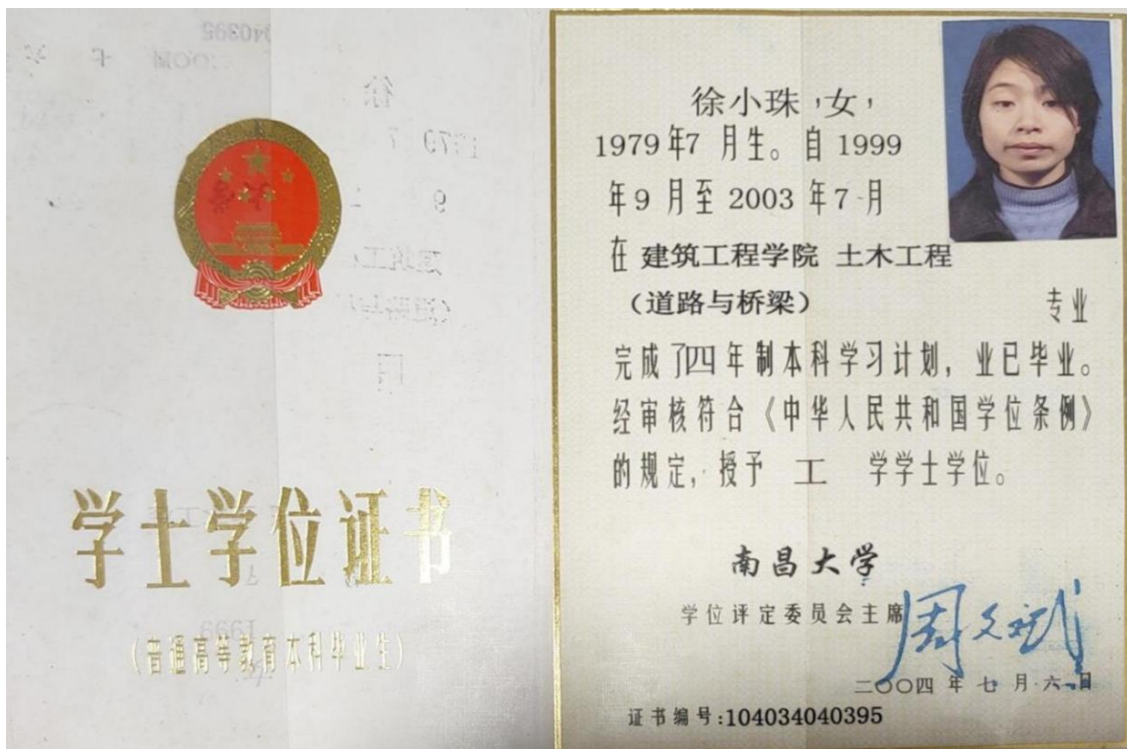 学士学位证书
(普通高等教育本科毕业生)
徐小珠,女,
1979年7月生。自1999
年9月至2003年7月
在建筑工程学院 土木工程
(道路与桥梁) 专业
完成了四年制本科学习计划,业已毕业。
经审核符合《中华人民共和国学位条例》
的规定,授予 工 学学士学位。
南昌大学
学位评定委员会主席 周文斌
二〇〇四年七月六日
证书编号:104034040395